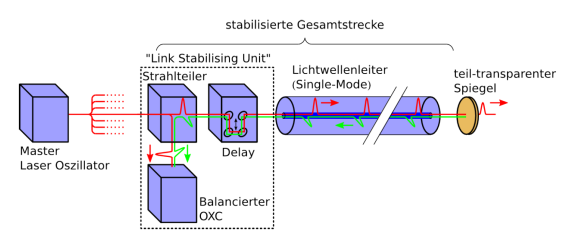 stabilisierte Gesamtstrecke
"Link Stabilising Unit"
Strahlteiler
Lichtwellenleiter
(Single-Mode)
teil-transparenter
Spiegel
Master
Laser Oszillator
Delay
Balancierter
OXC